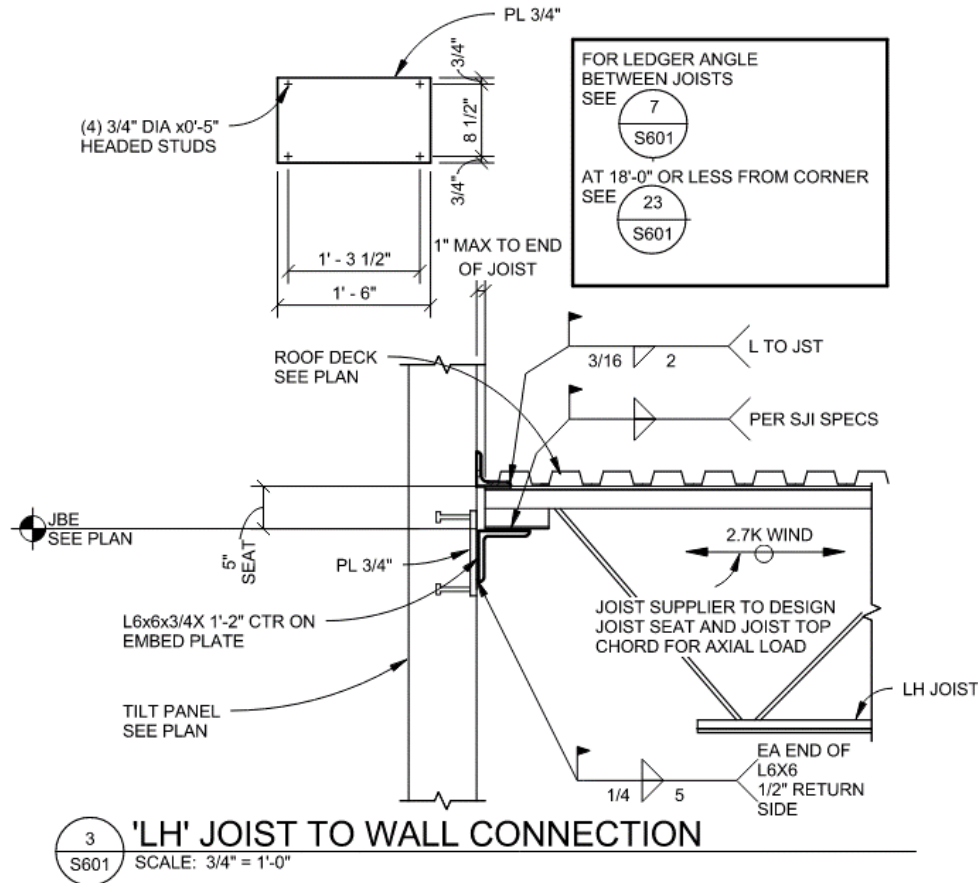 PL 3/4"
3/4"
8 1/2"
3/4"
(4) 3/4" DIA x0'-5"
HEADED STUDS
1' - 3 1/2"
1' - 6"
FOR LEDGER ANGLE
BETWEEN JOISTS
SEE
7
S601
AT 18'-0" OR LESS FROM CORNER
SEE
23
S601
1" MAX TO END
OF JOIST
ROOF DECK
SEE PLAN
3/16
2
L TO JST
PER SJI SPECS
JBE
SEE PLAN
5"
SEAT
PL 3/4"
2.7K WIND
JOIST SUPPLIER TO DESIGN
JOIST SEAT AND JOIST TOP
CHORD FOR AXIAL LOAD
L6x6x3/4X 1'-2" CTR ON
EMBED PLATE
TILT PANEL
SEE PLAN
LH JOIST
1/4
5
EA END OF
L6X6
1/2" RETURN
SIDE
3
S601
'LH' JOIST TO WALL CONNECTION
SCALE: 3/4" = 1'-0"